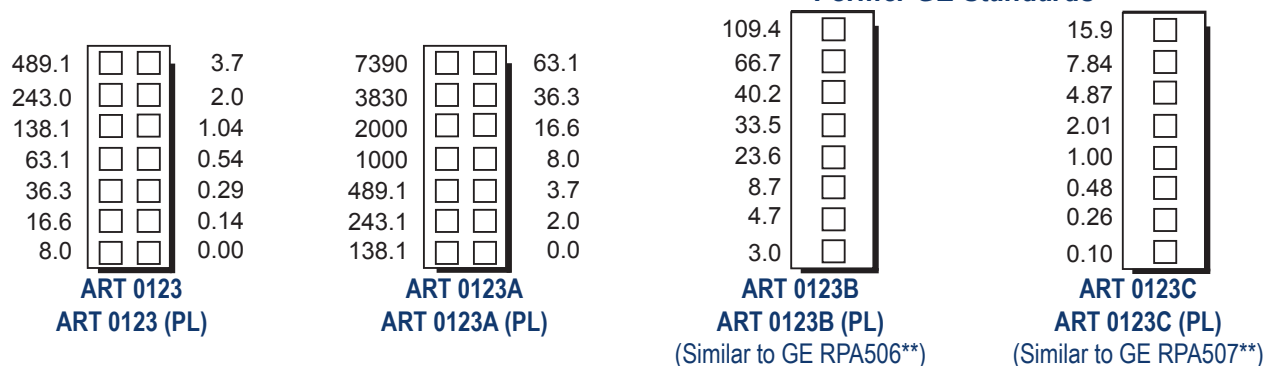 Former GE Standards
489.1 3.7
243.0 2.0
138.1 1.04
63.1 0.54
36.3 0.29
16.6 0.14
8.0 0.00
ART 0123
ART 0123 (PL)
7390 63.1
3830 36.3
2000 16.6
1000 8.0
489.1 3.7
243.1 2.0
138.1 0.0
ART 0123A
ART 0123A (PL)
109.4
66.7
40.2
33.5
23.6
8.7
4.7
3.0
ART 0123B
ART 0123B (PL)
(Similar to GE RPA506**)
15.9
7.84
4.87
2.01
1.00
0.48
0.26
0.10
ART 0123C
ART 0123C (PL)
(Similar to GE RPA507**)